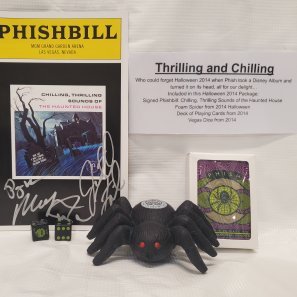 PHISHBILL
MGM GRAND GARDEN ARENA
LAS VEGAS, NEVADA
CHILLING, THRILLING
SOUNDS OF
THE HAUNTED HOUSE
Thrilling and Chilling
Who could forget Halloween 2014 when Phish took a Disney Album and
turned it on its head, all for our delight..
Included in this Halloween 2014 Package:
Signed Phishbill: Chilling, Thrilling Sounds of the Haunted House
Foam Spider from 2014 Halloween
Deck of Playing Cards from 2014
Vegas Dice from 2014
PHISH